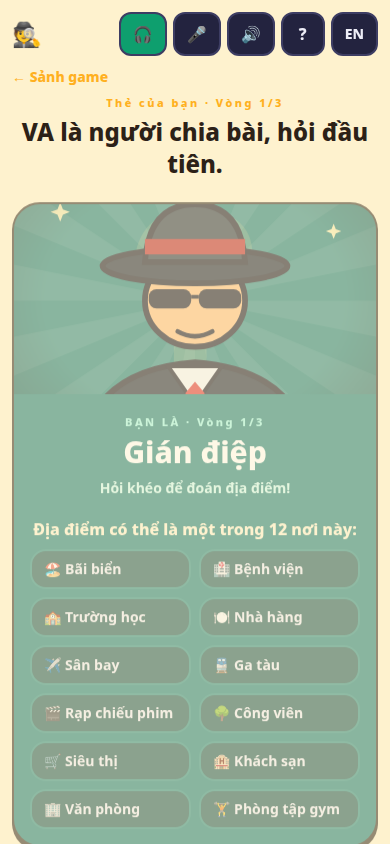 EN
← Sảnh game
Thẻ của bạn · Vòng 1/3
VA là người chia bài, hỏi đầu
tiên.
BẠN LÀ · Vòng 1/3
Gián điệp
Hỏi khéo để đoán địa điểm!
Địa điểm có thể là một trong 12 nơi này:
Bãi biển
Bệnh viện
Trường học
Nhà hàng
Sân bay
Ga tàu
Rạp chiếu phim
Công viên
Siêu thị
Khách sạn
Văn phòng
Phòng tập gym